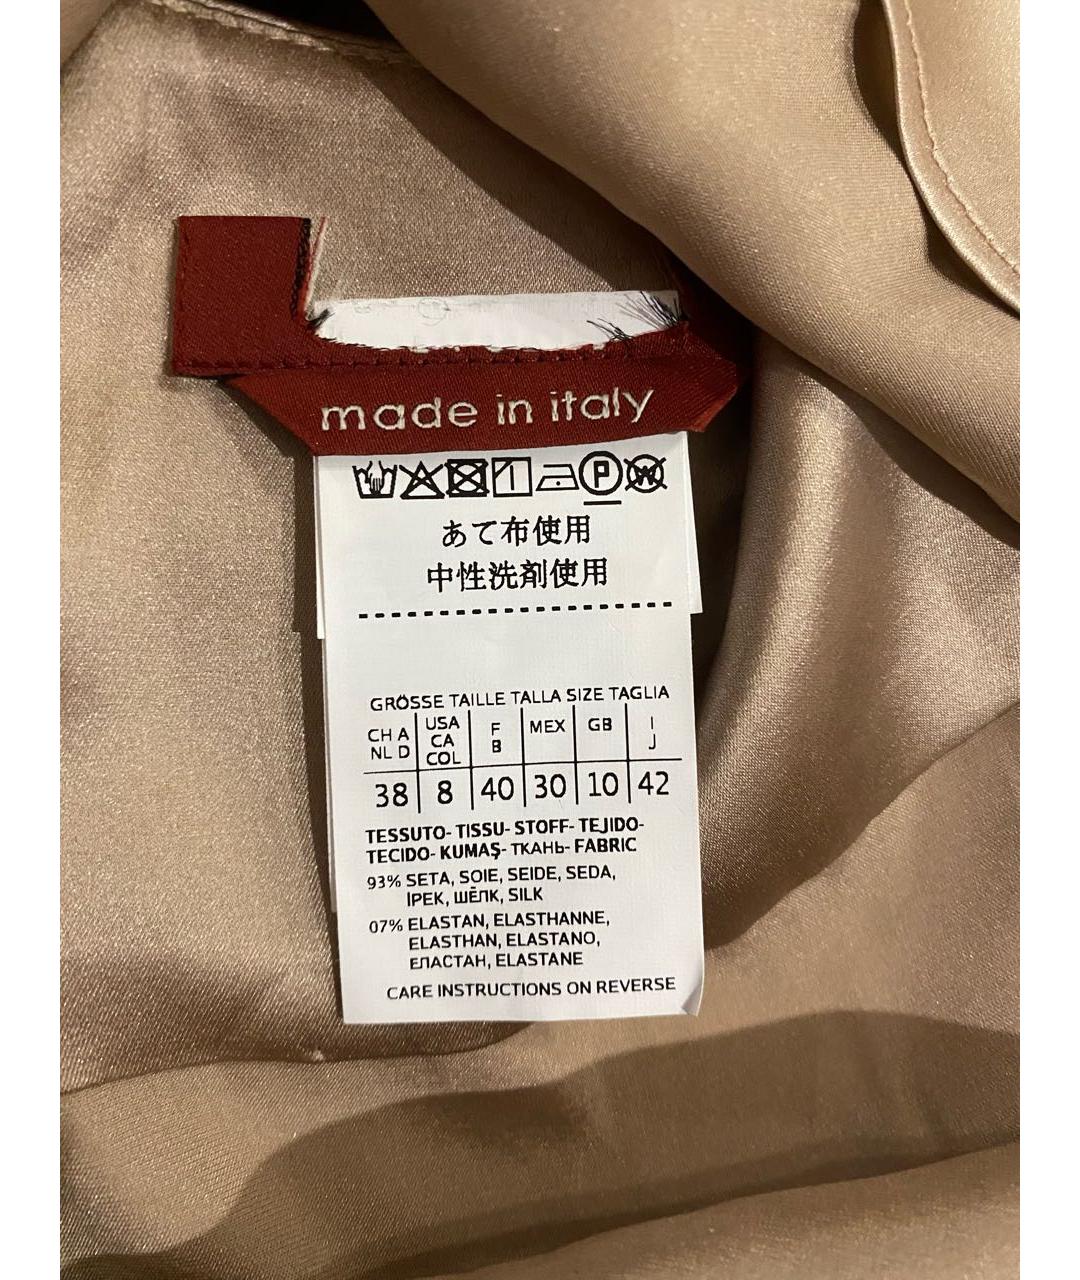 made in italy
P W
あて布使用
中性洗剤使用
GRÖSSE TAILLE TALLA SIZE TAGLIA
CH A NL D USA CA COL F B MEX GB I J
38 8 40 30 10 42
TESSUTO- TISSU- STOFF- TEJIDO-
TECIDO- KUMAŞ- ТКАНЬ- FABRIC
93% SETA, SOIE, SEIDE, SEDA,
İPEK, ШЁЛК, SILK
07% ELASTAN, ELASTHANNE,
ELASTHAN, ELASTANO,
ЕЛАСТАН, ELASTANE
CARE INSTRUCTIONS ON REVERSE